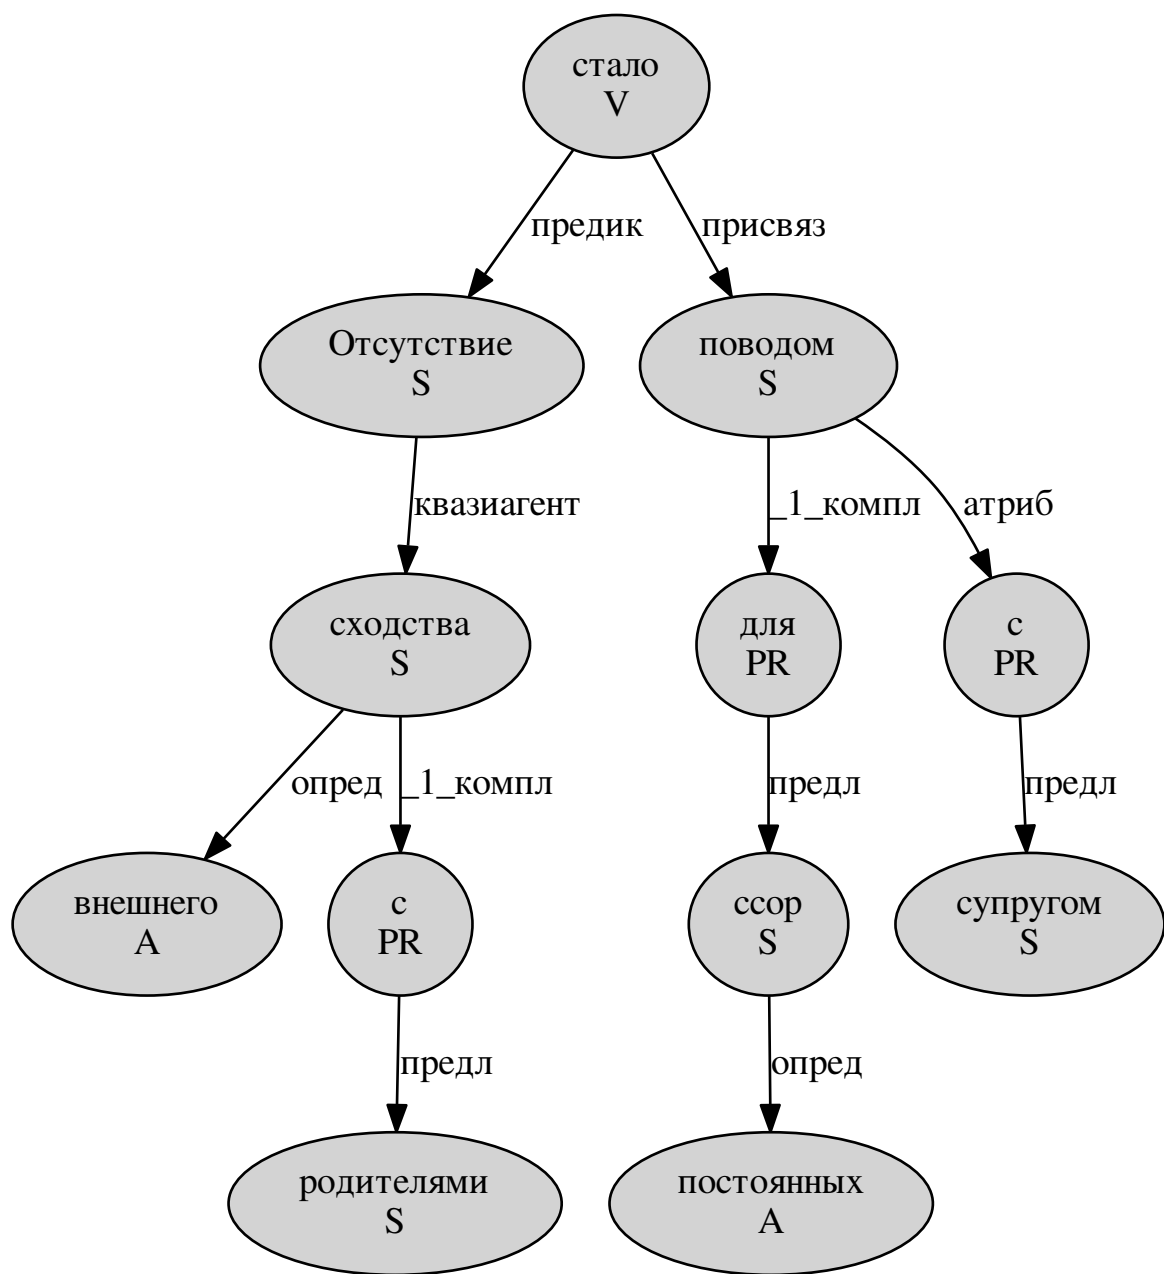 стало
V
предик
присвяз
Отсутствие
S
поводом
S
квазиагент
_1_компл
атриб
сходства
S
для
PR
с
PR
опред
_1_компл
предл
предл
внешнего
A
с
PR
ссор
S
супругом
S
предл
опред
родителями
S
постоянных
A